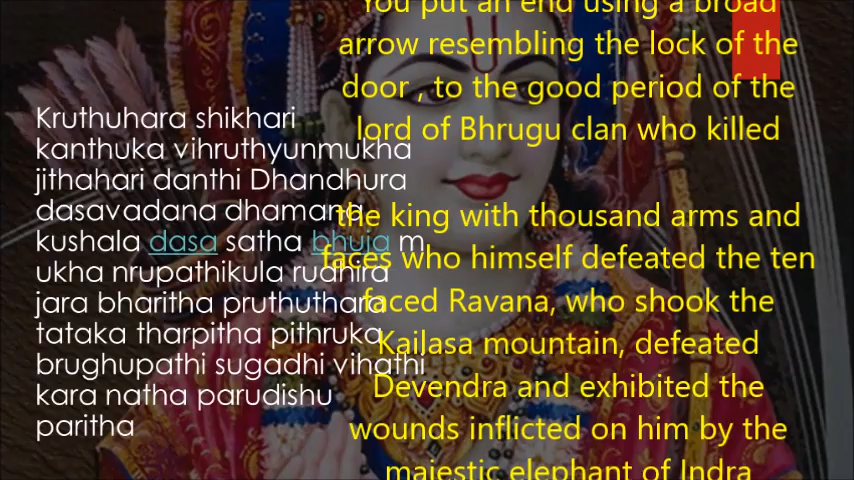 Kruthuhara shikhari
kanthuka vihruthyunmukha
jithahari danthi Dhandhura
dasavadana dhamana
kushala dasa satha bhuja m
ukha nrupathikula rudhira
jara bharitha pruthuthara
tataka tharpitha pithruka
brughupathi sugadhi vihathi
kara natha parudishu
paritha
You put an end using a broad
arrow resembling the lock of the
door , to the good period of the
lord of Bhrugu clan who killed
the king with thousand arms and
faces who himself defeated the ten
faced Ravana, who shook the
Kailasa mountain, defeated
Devendra and exhibited the
wounds inflicted on him by the
majestic elephant of Indra